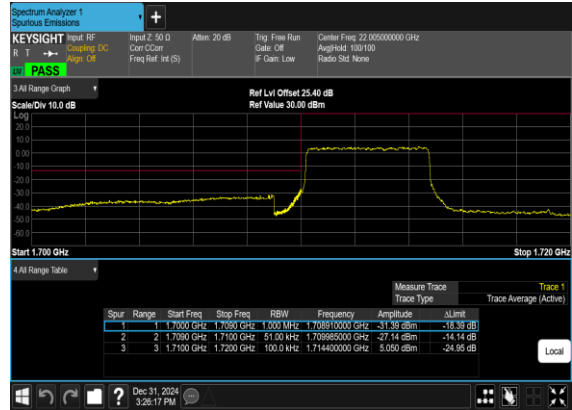 Spectrum Analyzer 1
Spurious Emissions
+
KEYSIGHT Input: RF Input Z: 50 Ω Atten: 20 dB Trig: Free Run Center Freq: 22.005000000 GHz
R T Coupling: DC Corr CCorr Gate: Off Avg|Hold: 100/100
Align: Off Freq Ref: Int (S) IF Gain: Low Radio Std: None
PASS
3 All Range Graph
Ref Lvl Offset 25.40 dB
Scale/Div 10.0 dB Ref Value 30.00 dBm
Log
20.0
10.0
0.00
-10.0
-20.0
-30.0
-40.0
-50.0
-60.0
Start 1.700 GHz Stop 1.720 GHz
4 All Range Table
Measure Trace Trace 1
Trace Type Trace Average (Active)
Spur Range Start Freq Stop Freq RBW Frequency Amplitude ΔLimit
1 1 1.7000 GHz 1.7090 GHz 1.000 MHz 1.708910000 GHz -31.39 dBm -18.39 dB
2 2 1.7090 GHz 1.7100 GHz 51.00 kHz 1.709985000 GHz -27.14 dBm -14.14 dB
3 3 1.7100 GHz 1.7200 GHz 100.0 kHz 1.714400000 GHz 5.050 dBm -24.95 dB
Local
? Dec 31, 2024
3:26:17 PM